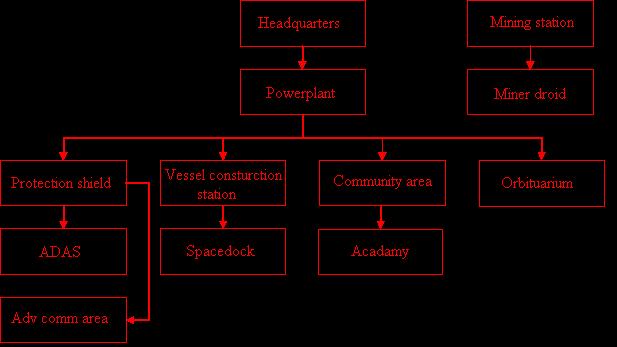 Headquarters
Mining station
Powerplant
Miner droid
Protection shield
Vessel consturction
station
Community area
Orbituarium
ADAS
Spacedock
Acadamy
Adv comm area